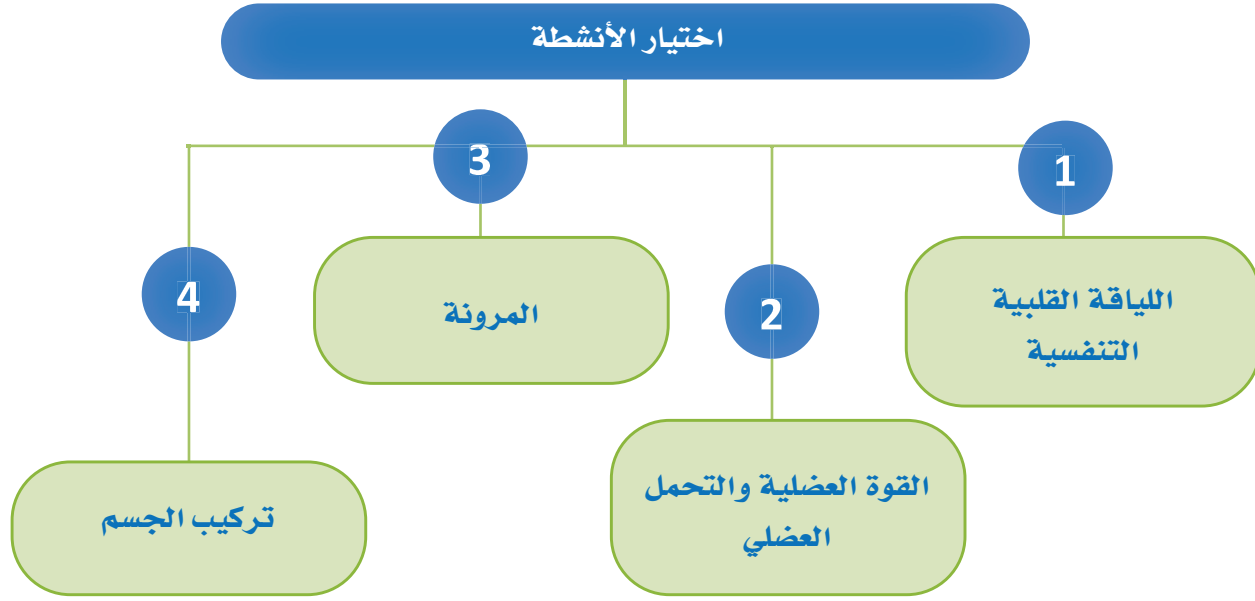 اختيار الأنشطة
1
اللياقة القلبية
التنفسية
2
القوة العضلية والتحمل
العضلي
3
المرونة
4
تركيب الجسم